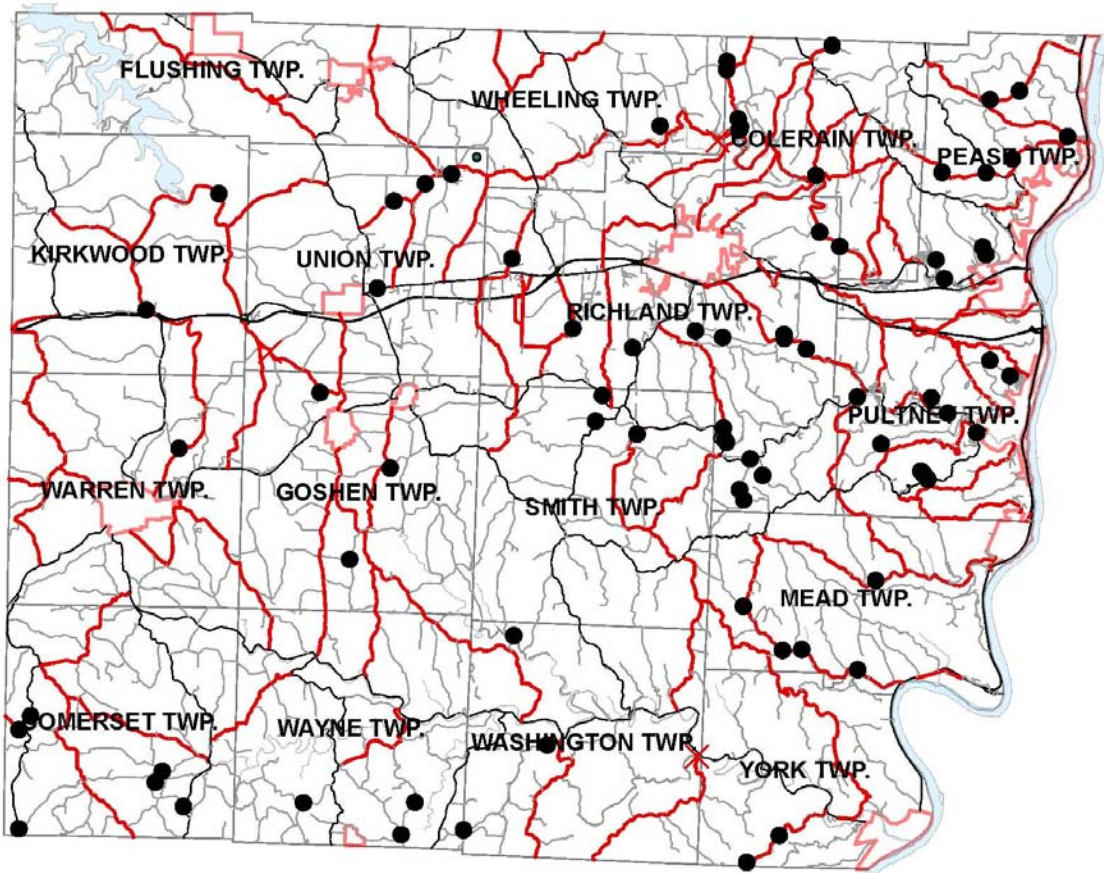 FLUSHING TWP.
WHEELING TWP.
COLERAIN TWP.
PEASE TWP.
KIRKWOOD TWP.
UNION TWP.
RICHLAND TWP.
PULTNEY TWP.
WARREN TWP.
GOSHEN TWP.
SMITH TWP.
MEAD TWP.
SOMERSET TWP.
WAYNE TWP.
WASHINGTON TWP.
YORK TWP.